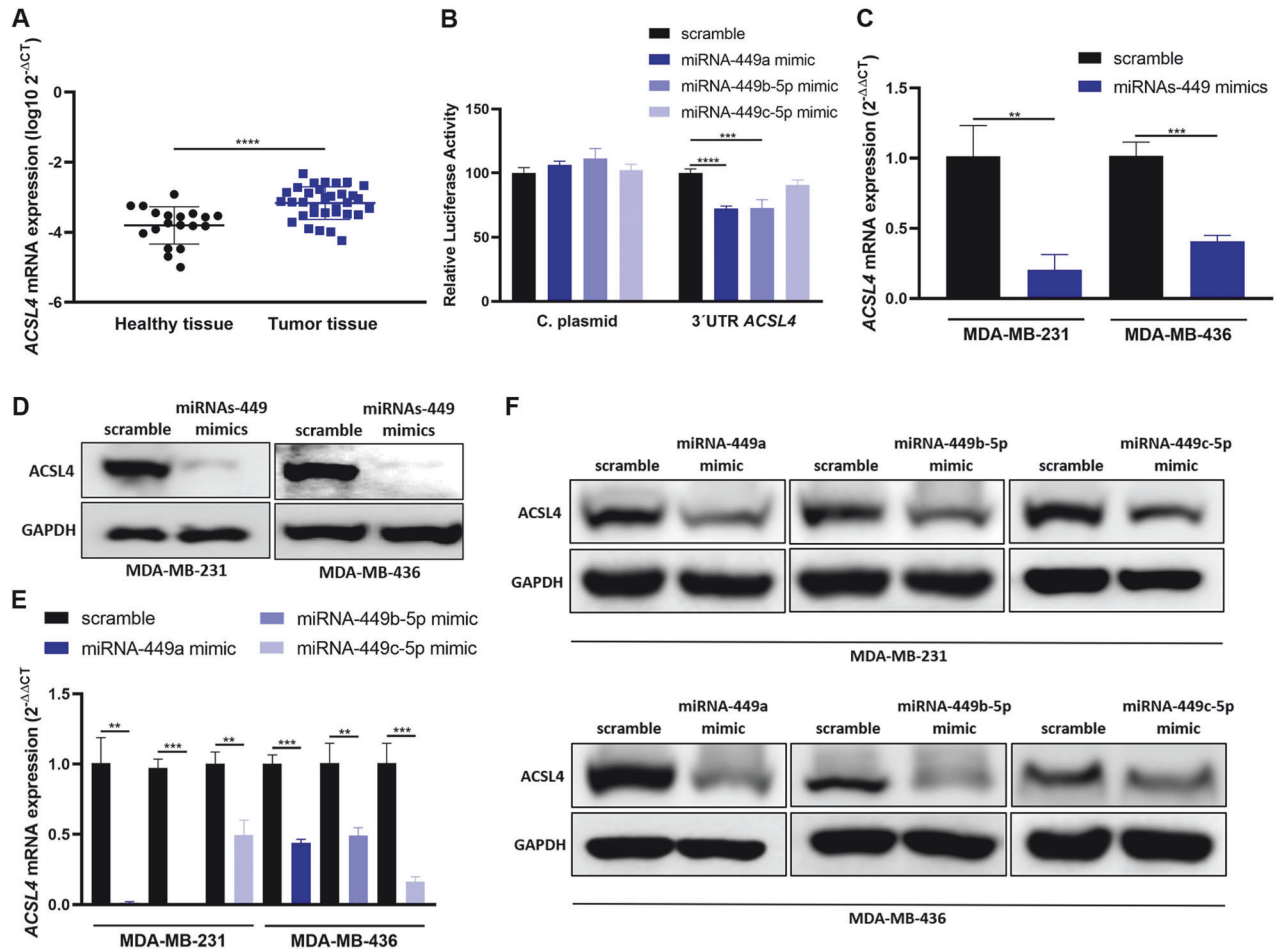 A
ACSL4 mRNA expression (log10 2-ΔCT)
0
-2
-4
-6
****
Healthy tissue
Tumor tissue
B
scramble
miRNA-449a mimic
miRNA-449b-5p mimic
miRNA-449c-5p mimic
Relative Luciferase Activity
150
100
75
50
25
0
***
****
C. plasmid
3´UTR ACSL4
C
scramble
miRNAs-449 mimics
ACSL4 mRNA expression (2-ΔΔCT)
1.5
1.0
0.5
0.0
**
***
MDA-MB-231
MDA-MB-436
D
scramble
miRNAs-449
mimics
scramble
miRNAs-449
mimics
ACSL4
GAPDH
MDA-MB-231
MDA-MB-436
E
scramble
miRNA-449a mimic
miRNA-449b-5p mimic
miRNA-449c-5p mimic
ACSL4 mRNA expression (2-ΔΔCT
1.5
1.0
0.5
0.0
**
***
**
***
**
***
MDA-MB-231
MDA-MB-436
F
scramble
miRNA-449a
mimic
scramble
miRNA-449b-5p
mimic
scramble
miRNA-449c-5p
mimic
ACSL4
GAPDH
MDA-MB-231
scramble
miRNA-449a
mimic
scramble
miRNA-449b-5p
mimic
scramble
miRNA-449c-5p
mimic
ACSL4
GAPDH
MDA-MB-436